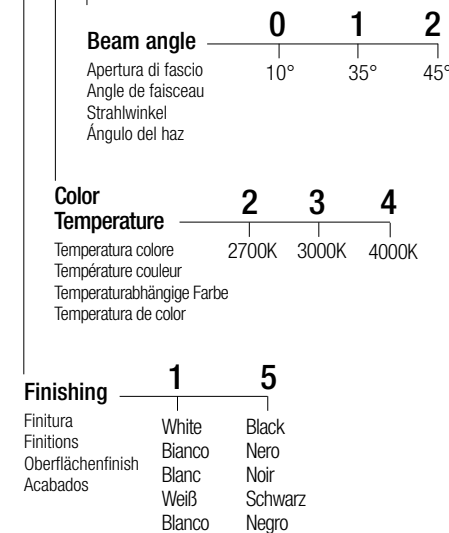 Beam angle 0 1 2
Apertura di fascio 10° 35° 45°
Angle de faisceau
Strahlwinkel
Ángulo del haz
Color
Temperature 2 3 4
Temperatura colore 2700K 3000K 4000K
Température couleur
Temperaturabhängige Farbe
Temperatura de color
Finishing 1 5
Finitura White Black
Finitions Bianco Nero
Oberflächenfinish Blanc Noir
Acabados Weiß Schwarz
Blanco Negro